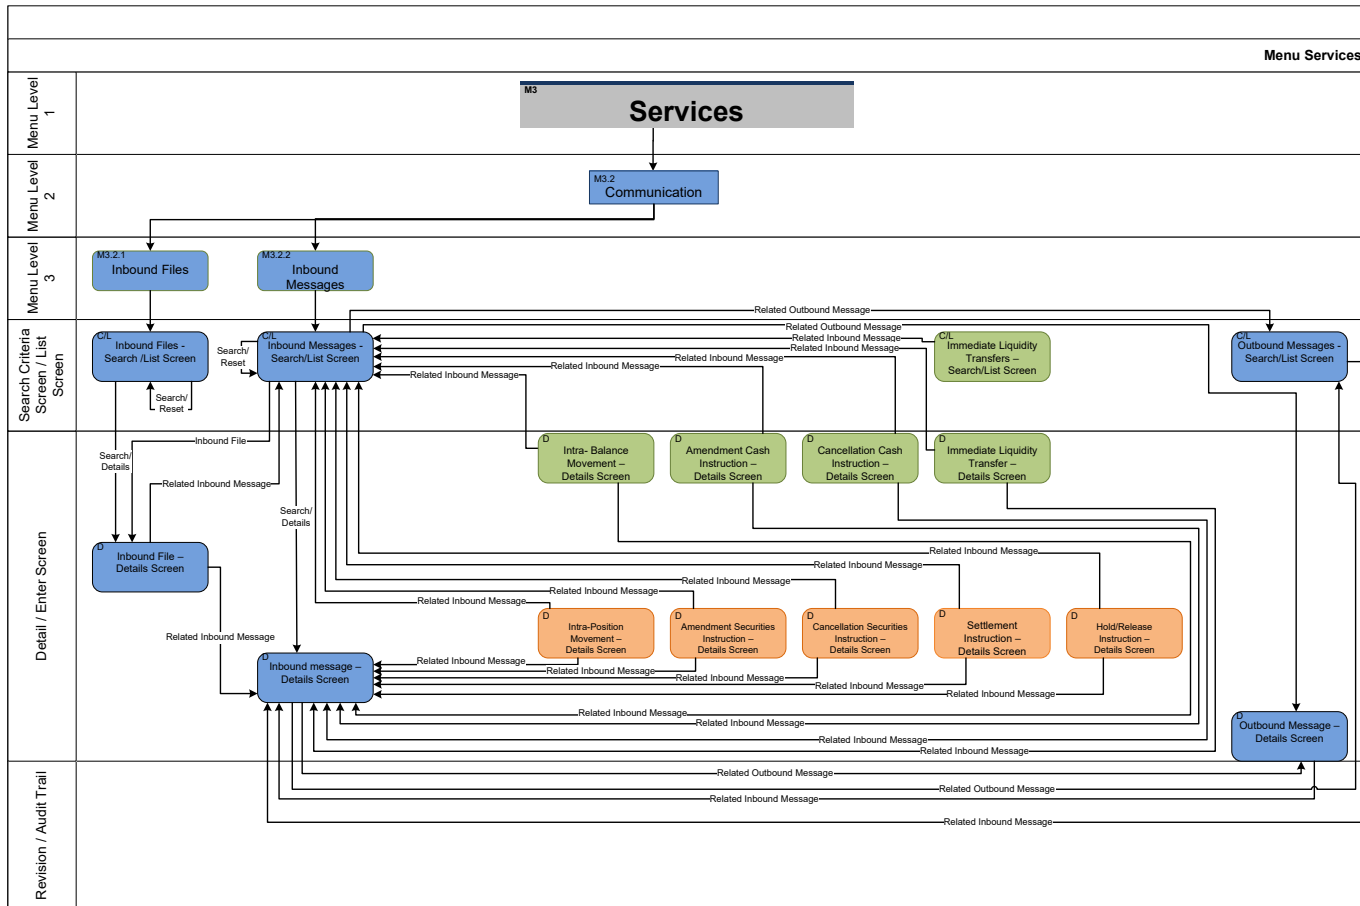 Menu Services
Menu Level
1
M3
Services
Menu Level
2
M3.2
Communication
Menu Level
3
M3.2.1
Inbound Files
M3.2.2
Inbound
Messages
Search Criteria
Screen / List
Screen
Related Outbound Message
Related Outbound Message
Related Inbound Message
Related Inbound Message
Related Inbound Message
Related Inbound Message
Related Inbound Message
C/L
Inbound Files -
Search /List Screen
Search/
Reset
Search/
Reset
C/L
Inbound Messages -
Search/List Screen
C/L
Immediate Liquidity
Transfers –
Search/List Screen
C/L
Outbound Messages -
Search/List Screen
Detail / Enter Screen
Inbound File
Search/
Details
Related Inbound Message
Search/
Details
D
Intra- Balance
Movement –
Details Screen
D
Amendment Cash
Instruction –
Details Screen
D
Cancellation Cash
Instruction –
Details Screen
D
Immediate Liquidity
Transfer –
Details Screen
D
Inbound File –
Details Screen
Related Inbound Message
Related Inbound Message
Related Inbound Message
Related Inbound Message
Related Inbound Message
Related Inbound Message
D
Intra-Position
Movement –
Details Screen
D
Amendment Securities
Instruction –
Details Screen
D
Cancellation Securities
Instruction –
Details Screen
D
Settlement
Instruction –
Details Screen
D
Hold/Release
Instruction –
Details Screen
D
Inbound message –
Details Screen
Related Inbound Message
Related Inbound Message
Related Inbound Message
Related Inbound Message
Related Inbound Message
Related Inbound Message
Related Inbound Message
Related Inbound Message
Related Inbound Message
D
Outbound Message –
Details Screen
Revision / Audit Trail
Related Outbound Message
Related Outbound Message
Related Inbound Message
Related Inbound Message